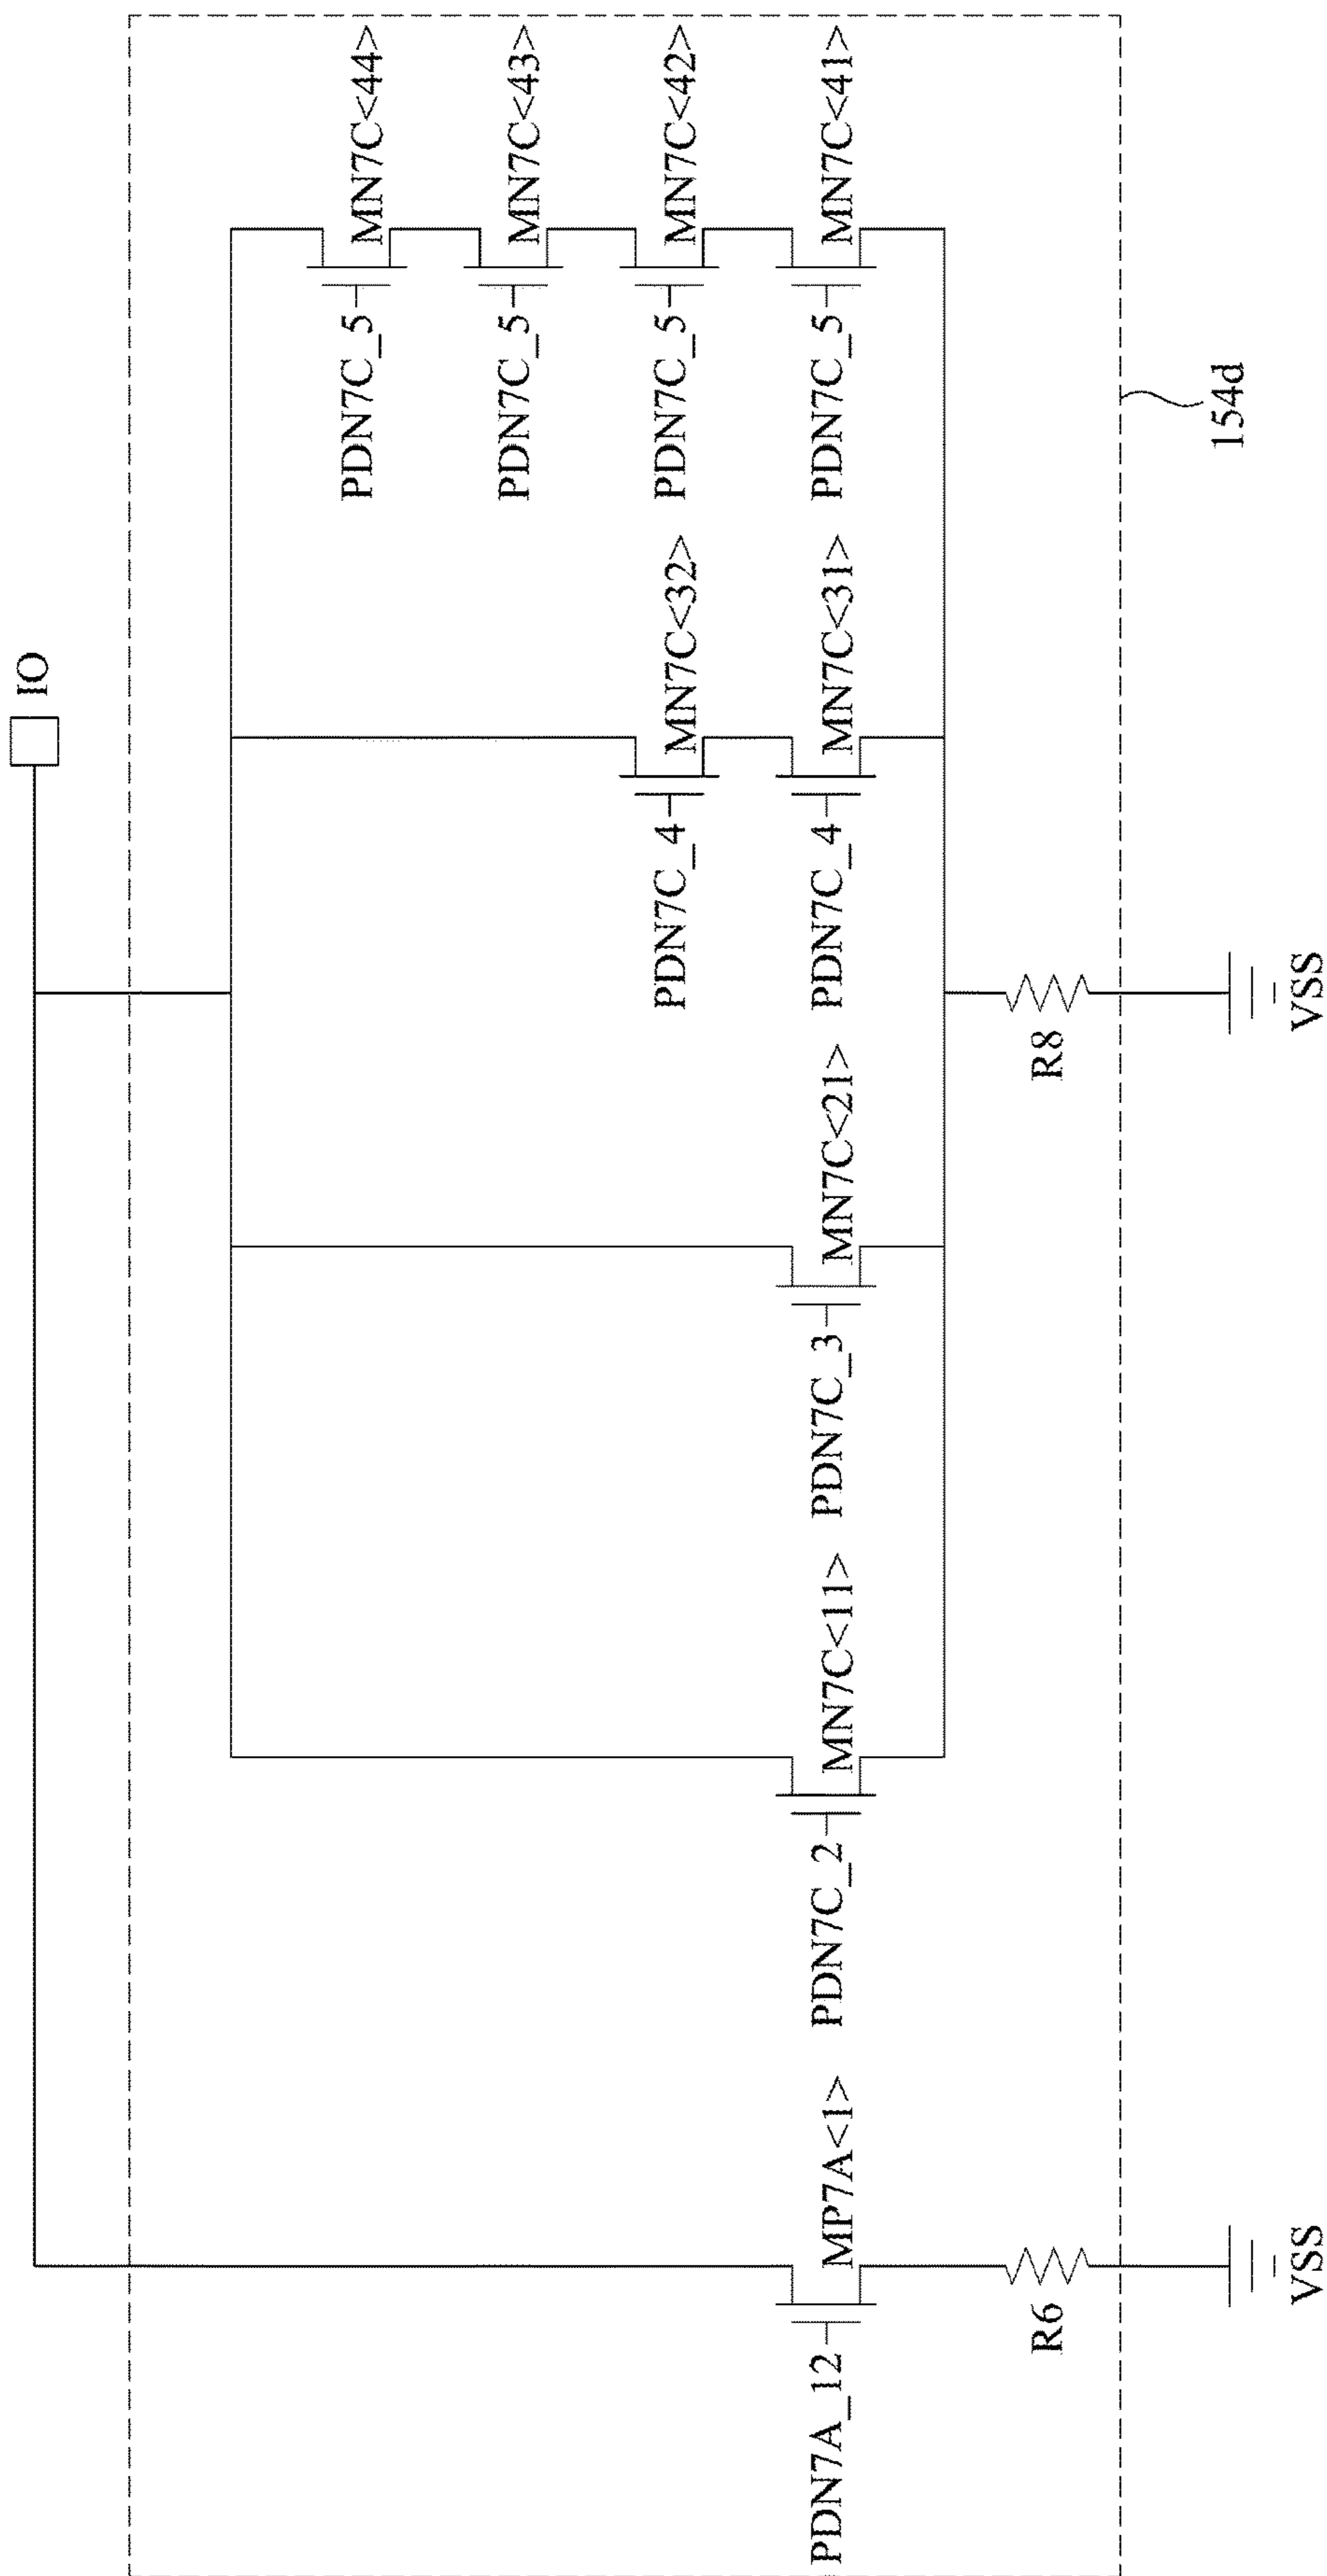 IO
MN7C<44>
PDN7C_5
MN7C<43>
PDN7C_5
MN7C<42>
PDN7C_5
MN7C<41>
PDN7C_5
MN7C<32>
PDN7C_4
MN7C<31>
PDN7C_4
MN7C<21>
PDN7C_3
MN7C<11>
PDN7C_2
MP7A<1>
PDN7A_12
R8
R6
VSS
VSS
154d